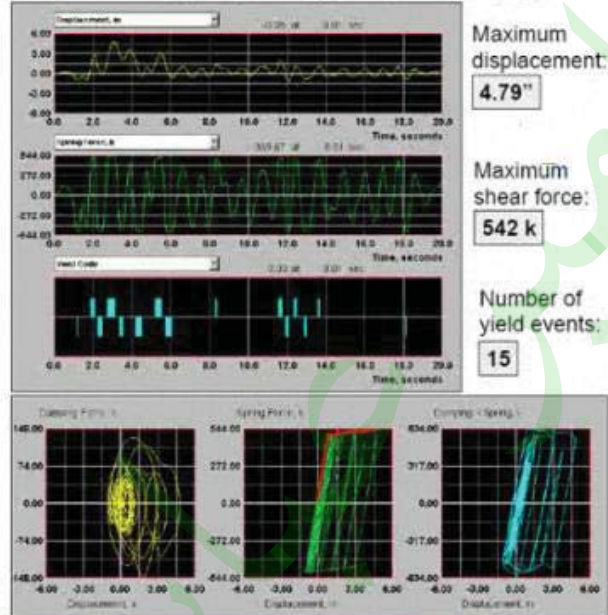 Displacement, in
6.00
3.00
0.00
-3.00
-6.00
0.0 2.0 4.0 6.0 8.0 10.0 12.0 14.0 16.0 18.0 20.0
Time, seconds
Maximum
displacement:
4.79”
Spring Force, k
544.00
272.00
0.00
-272.00
-544.00
0.0 2.0 4.0 6.0 8.0 10.0 12.0 14.0 16.0 18.0 20.0
Time, seconds
Maximum
shear force:
542 k
Yield Code
0.0 2.0 4.0 6.0 8.0 10.0 12.0 14.0 16.0 18.0 20.0
Time, seconds
Number of
yield events:
15
Damping Force, k
148.00
74.00
0.00
-74.00
-148.00
-6.00 -3.00 0.00 3.00 6.00
Displacement, in
Spring Force, k
544.00
272.00
0.00
-272.00
-544.00
-6.00 -3.00 0.00 3.00 6.00
Displacement, in
Damping + Spring, k
634.00
317.00
0.00
-317.00
-634.00
-6.00 -3.00 0.00 3.00 6.00
Displacement, in